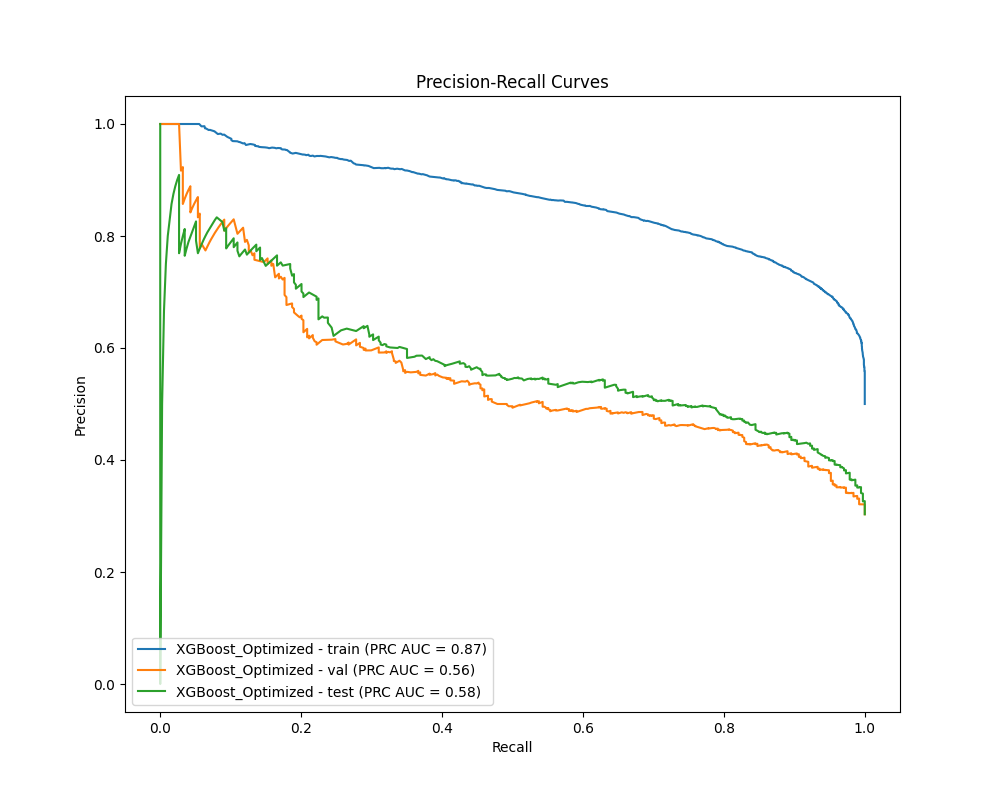 Precision-Recall Curves
1.0
0.8
0.6
0.4
0.2
0.0
Precision
XGBoost_Optimized - train (PRC AUC = 0.87)
XGBoost_Optimized - val (PRC AUC = 0.56)
XGBoost_Optimized - test (PRC AUC = 0.58)
0.0 0.2 0.4 0.6 0.8 1.0
Recall